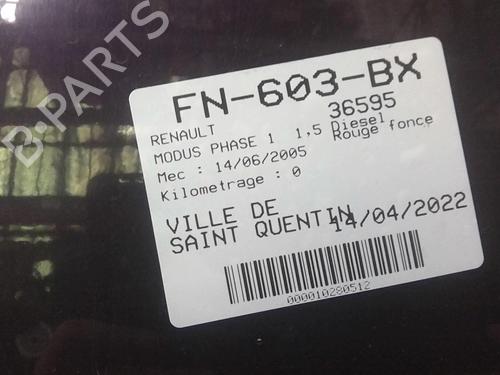 B-PARTS
FN-603-BX
RENAULT 36595
MODUS PHASE 1 1,5 Diesel
Mec : 14/06/2005 Rouge fonce
Kilometrage : 0
VILLE DE
SAINT QUENTIN 14/04/2022
000010280512